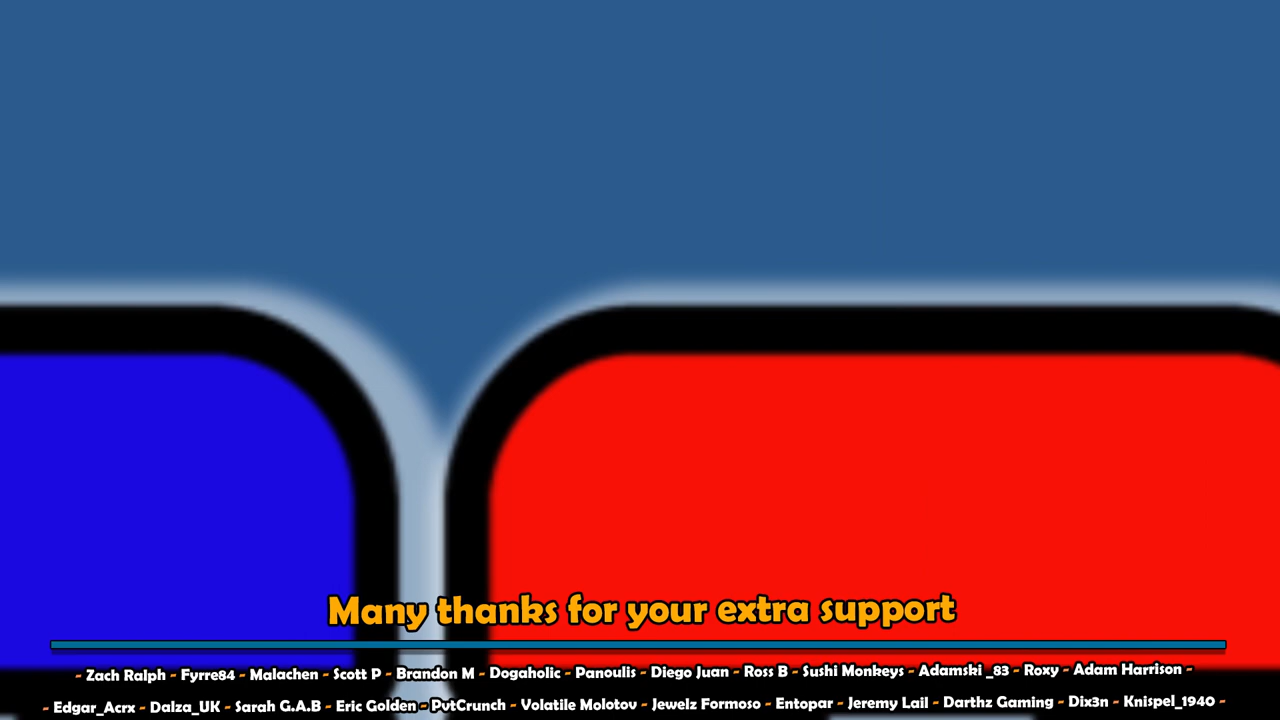 Many thanks for your extra support
- Zach Ralph - Fyrre84 - Malachen - Scott P - Brandon M - Dogaholic - Panoulis - Diego Juan - Ross B - Sushi Monkeys - Adamski _83 - Roxy - Adam Harrison -
- Edgar_Acrx - Dalza_UK - Sarah G.A.B - Eric Golden - PvtCrunch - Volatile Molotov - Jewelz Formoso - Entopar - Jeremy Lail - Darthz Gaming - Dix3n - Knispel_1940 -